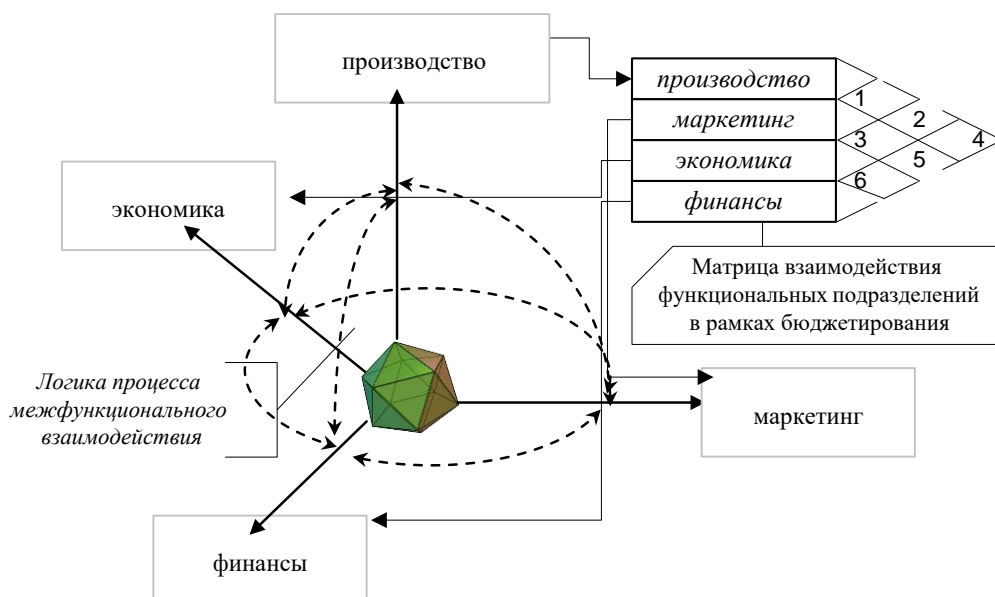 производство
производство
1
маркетинг
2
3
4
экономика
5
6
финансы
экономика
Матрица взаимодействия
функциональных подразделений
в рамках бюджетирования
Логика процесса
межфункционального
взаимодействия
маркетинг
финансы